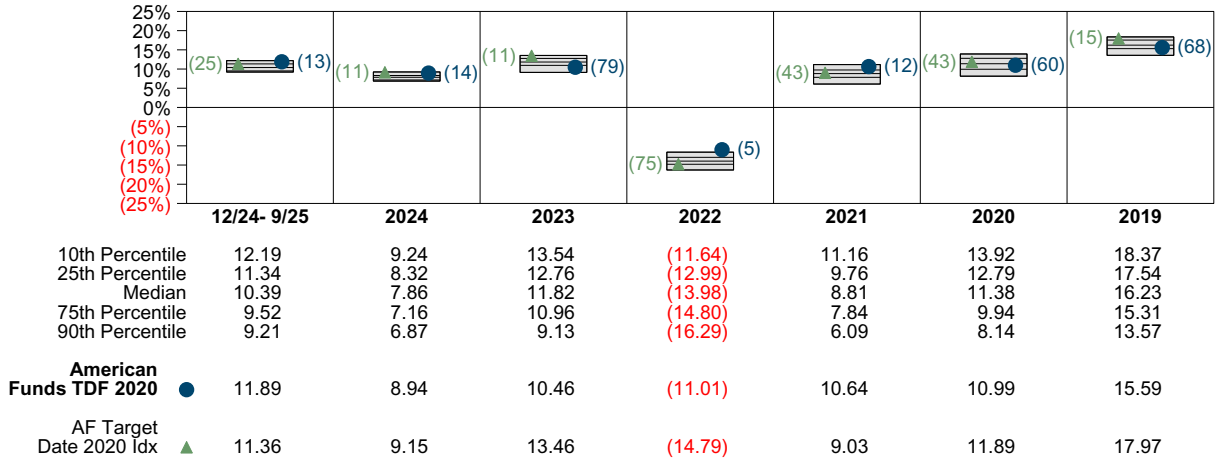 25%
20%
15%
10%
5%
0%
(5%)
(10%)
(15%)
(20%)
(25%)
(25) (13)
(11) (14)
(11) (79)
(75) (5)
(43) (12)
(43) (60)
(15) (68)
12/24- 9/25 2024 2023 2022 2021 2020 2019
10th Percentile 12.19 9.24 13.54 (11.64) 11.16 13.92 18.37
25th Percentile 11.34 8.32 12.76 (12.99) 9.76 12.79 17.54
Median 10.39 7.86 11.82 (13.98) 8.81 11.38 16.23
75th Percentile 9.52 7.16 10.96 (14.80) 7.84 9.94 15.31
90th Percentile 9.21 6.87 9.13 (16.29) 6.09 8.14 13.57
American
Funds TDF 2020 11.89 8.94 10.46 (11.01) 10.64 10.99 15.59
AF Target
Date 2020 Idx 11.36 9.15 13.46 (14.79) 9.03 11.89 17.97